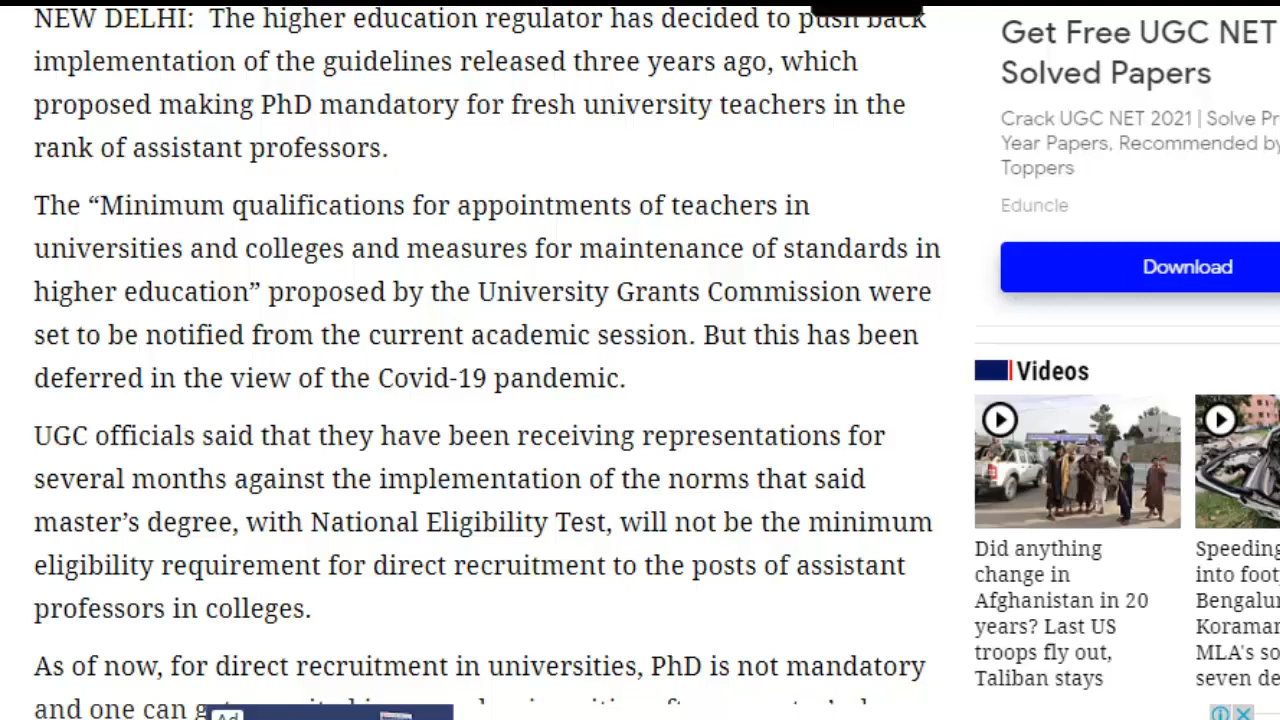 NEW DELHI: The higher education regulator has decided to push back
implementation of the guidelines released three years ago, which
proposed making PhD mandatory for fresh university teachers in the
rank of assistant professors.
The “Minimum qualifications for appointments of teachers in
universities and colleges and measures for maintenance of standards in
higher education” proposed by the University Grants Commission were
set to be notified from the current academic session. But this has been
deferred in the view of the Covid-19 pandemic.
UGC officials said that they have been receiving representations for
several months against the implementation of the norms that said
master’s degree, with National Eligibility Test, will not be the minimum
eligibility requirement for direct recruitment to the posts of assistant
professors in colleges.
As of now, for direct recruitment in universities, PhD is not mandatory
and one can
Ad
Get Free UGC NET
Solved Papers
Crack UGC NET 2021 | Solve Pr
Year Papers, Recommended by
Toppers
Eduncle
Download
Videos
Did anything
change in
Afghanistan in 20
years? Last US
troops fly out,
Taliban stays
Speeding
into foot
Bengalur
Koraman
MLA's so
seven de